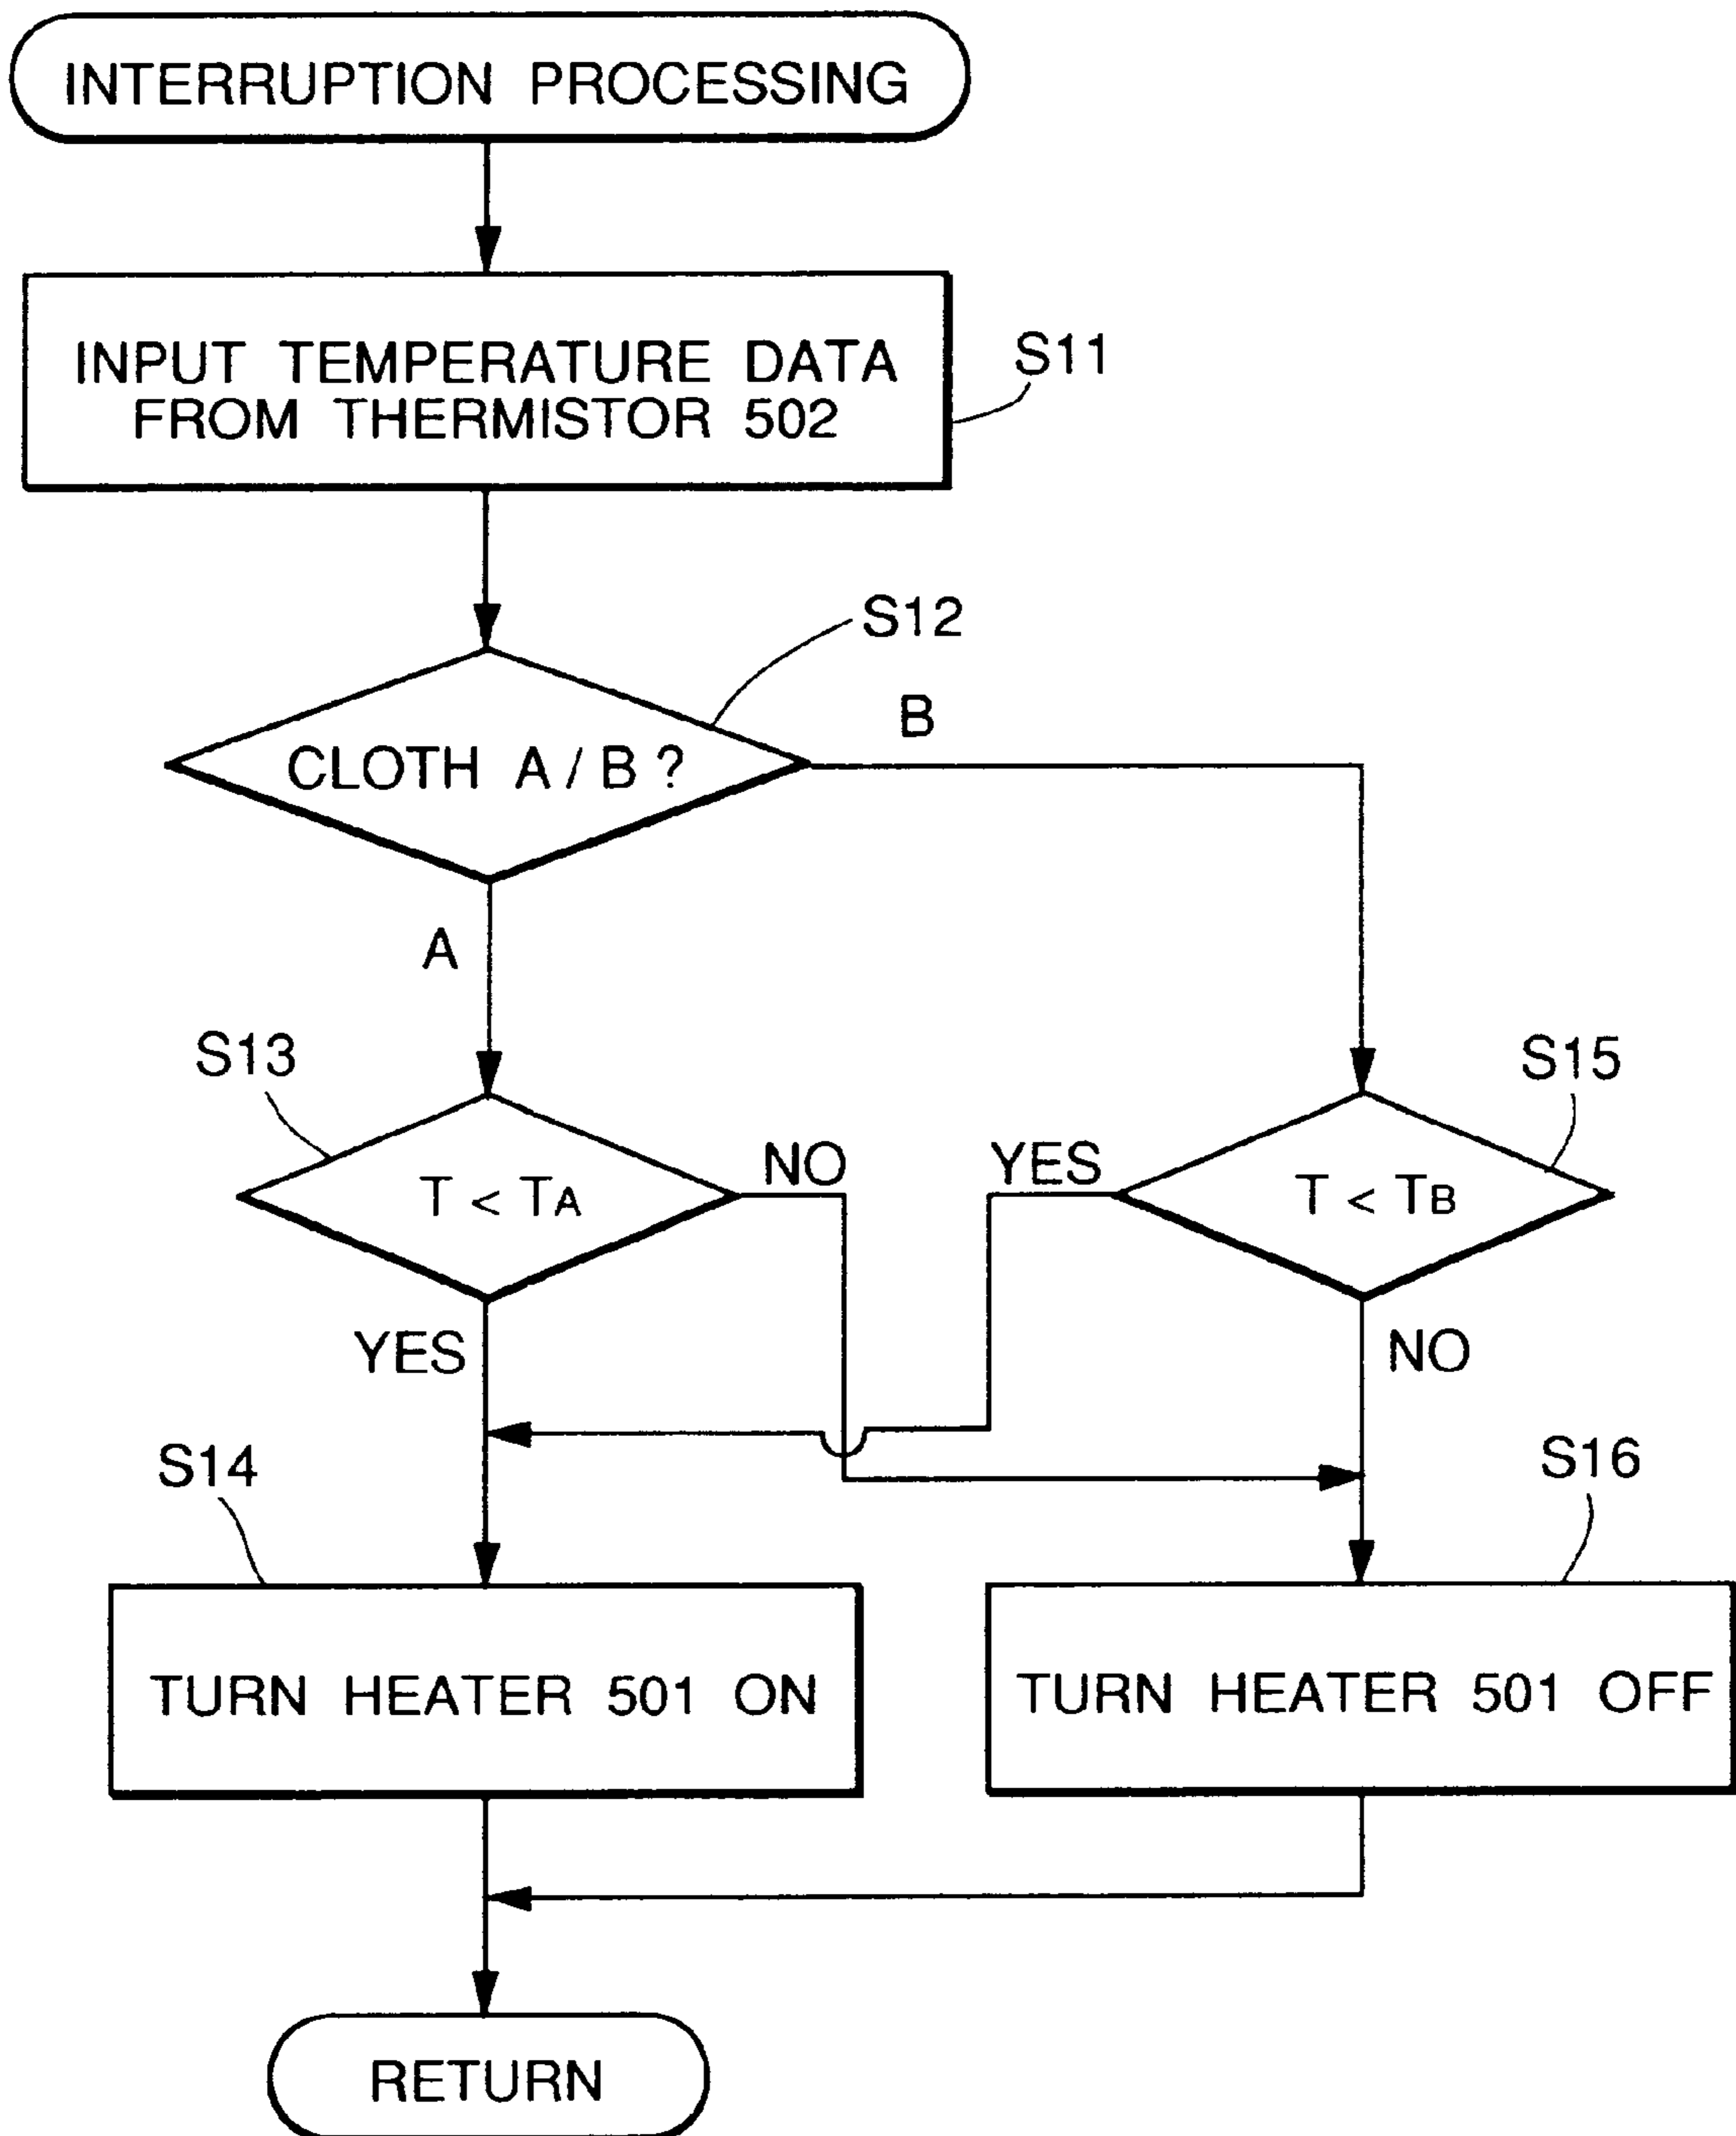 INTERRUPTION PROCESSING
INPUT TEMPERATURE DATA
FROM THERMISTOR 502
S11
S12
CLOTH A / B ?
B
A
S13
T < TA
NO
YES
S15
T < TB
YES
NO
S14
TURN HEATER 501 ON
S16
TURN HEATER 501 OFF
RETURN